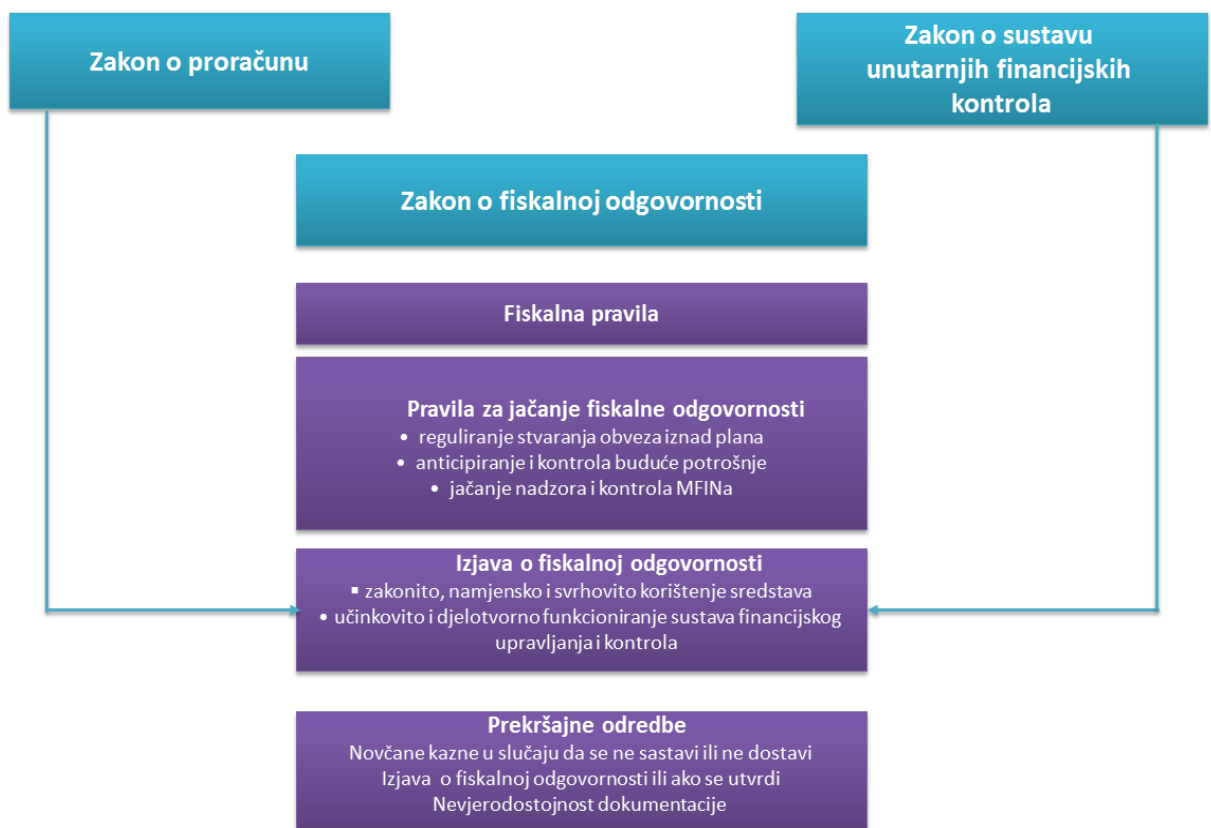 Zakon o proračunu
Zakon o sustavu
unutarnjih financijskih
kontrola
Zakon o fiskalnoj odgovornosti
Fiskalna pravila
Pravila za jačanje fiskalne odgovornosti
• reguliranje stvaranja obveza iznad plana
• anticipiranje i kontrola buduće potrošnje
• jačanje nadzora i kontrola MFINa
Izjava o fiskalnoj odgovornosti
▪ zakonito, namjensko i svrhovito korištenje sredstava
• učinkovito i djelotvorno funkcioniranje sustava financijskog
upravljanja i kontrola
Prekršajne odredbe
Novčane kazne u slučaju da se ne sastavi ili ne dostavi
Izjava o fiskalnoj odgovornosti ili ako se utvrdi
Nevjerodostojnost dokumentacije